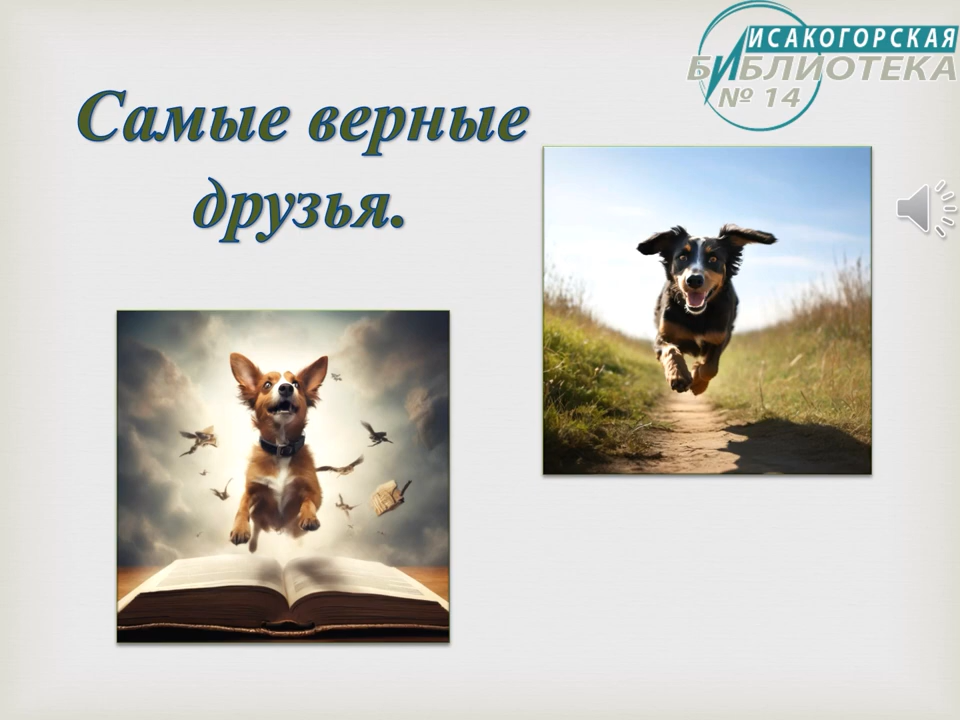 ИСАКОГОРСКАЯ
БИБЛИОТЕКА
№ 14
Самые верные
друзья.